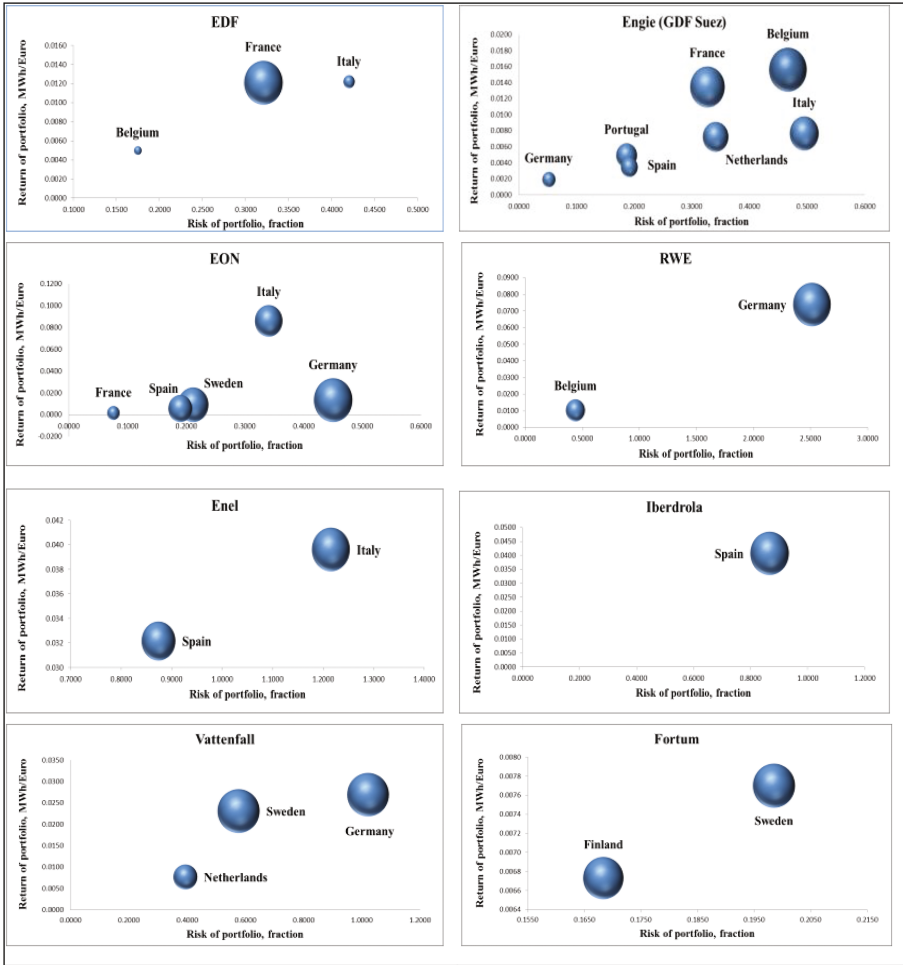 EDF
Return of portfolio, MWh/Euro
0.0160
0.0140
0.0120
0.0100
0.0080
0.0060
0.0040
0.0020
0.0000
France
Italy
Belgium
0.1000 0.1500 0.2000 0.2500 0.3000 0.3500 0.4000 0.4500 0.5000
Risk of portfolio, fraction
Engie (GDF Suez)
Return of portfolio, MWh/Euro
0.0200
0.0180
0.0160
0.0140
0.0120
0.0100
0.0080
0.0060
0.0040
0.0020
0.0000
Belgium
France
Italy
Portugal
Germany
Spain
Netherlands
0.0000 0.1000 0.2000 0.3000 0.4000 0.5000 0.6000
Risk of portfolio, fraction
EON
Return of portfolio, MWh/Euro
0.1200
0.1000
0.0800
0.0600
0.0400
0.0200
0.0000
-0.0200
Italy
Germany
France
Spain
Sweden
0.0000 0.1000 0.2000 0.3000 0.4000 0.5000 0.6000
Risk of portfolio, fraction
RWE
Return of portfolio, MWh/Euro
0.0900
0.0800
0.0700
0.0600
0.0500
0.0400
0.0300
0.0200
0.0100
0.0000
Germany
Belgium
0.0000 0.5000 1.0000 1.5000 2.0000 2.5000 3.0000
Risk of portfolio, fraction
Enel
Return of portfolio, MWh/Euro
0.042
0.040
0.038
0.036
0.034
0.032
0.030
Italy
Spain
0.7000 0.8000 0.9000 1.0000 1.1000 1.2000 1.3000 1.4000
Risk of portfolio, fraction
Iberdrola
Return of portfolio, MWh/Euro
0.0500
0.0450
0.0400
0.0350
0.0300
0.0250
0.0200
0.0150
0.0100
0.0050
0.0000
Spain
0.0000 0.2000 0.4000 0.6000 0.8000 1.0000 1.2000
Risk of portfolio, fraction
Vattenfall
Return of portfolio, MWh/Euro
0.0350
0.0300
0.0250
0.0200
0.0150
0.0100
0.0050
0.0000
Sweden
Germany
Netherlands
0.0000 0.2000 0.4000 0.6000 0.8000 1.0000 1.2000
Risk of portfolio, fraction
Fortum
Return of portfolio, MWh/Euro
0.0080
0.0078
0.0076
0.0074
0.0072
0.0070
0.0068
0.0066
0.0064
Sweden
Finland
0.1550 0.1650 0.1750 0.1850 0.1950 0.2050 0.2150
Risk of portfolio, fraction